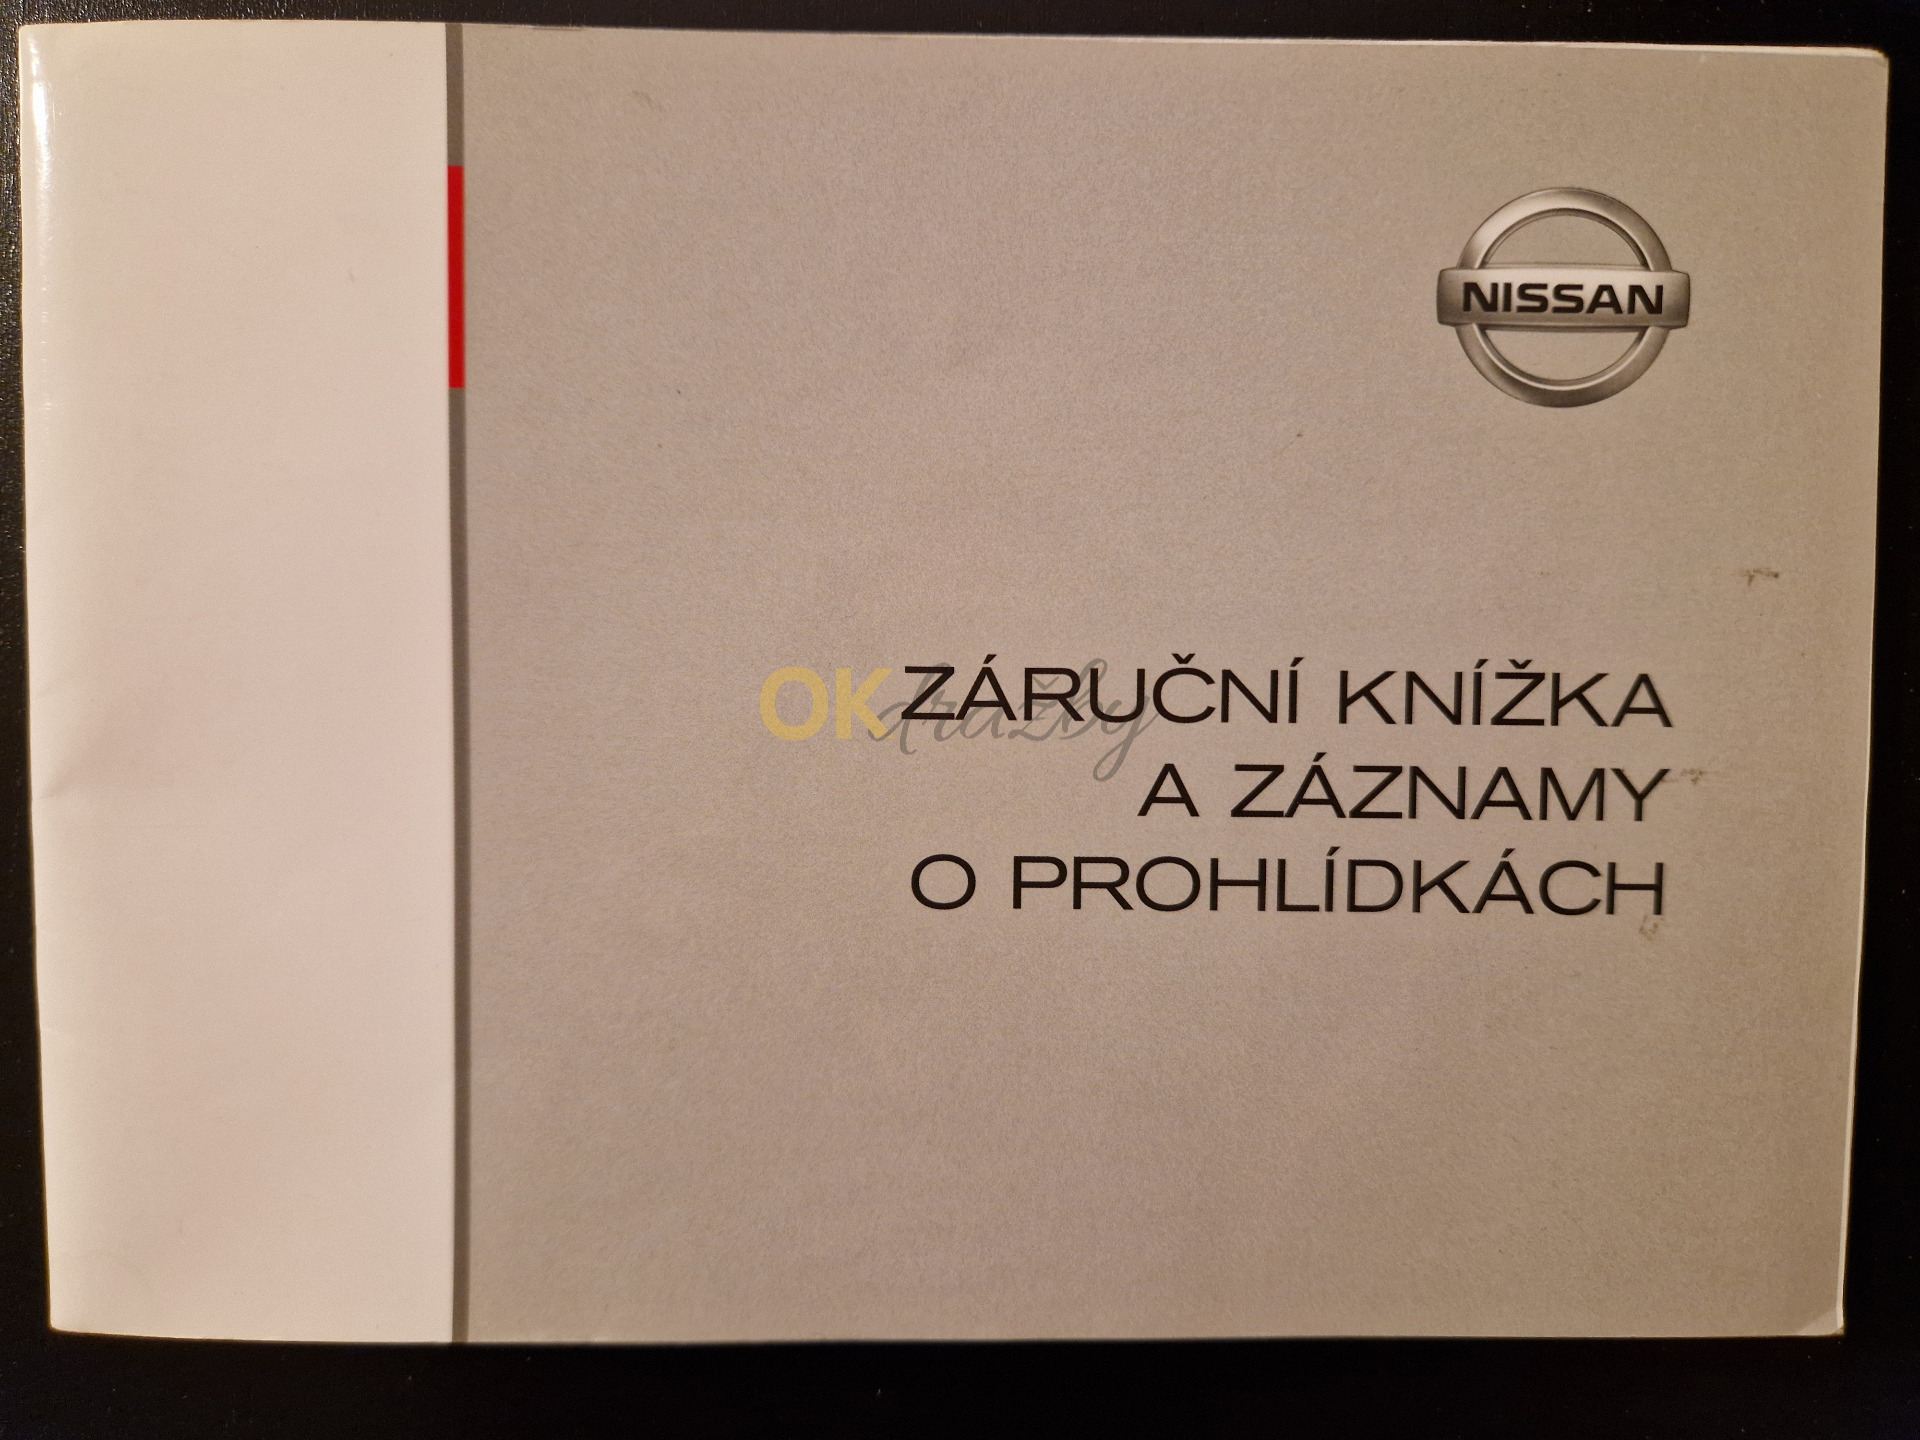 NISSAN
OKdražby
ZÁRUČNÍ KNÍŽKA
A ZÁZNAMY
O PROHLÍDKÁCH